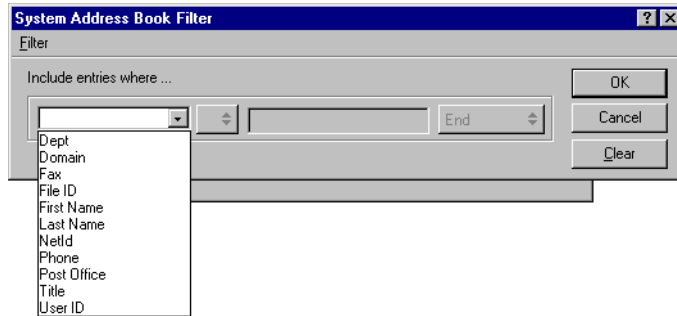 System Address Book Filter
Filter
Include entries where ...
OK
End
Cancel
Clear
Dept
Domain
Fax
File ID
First Name
Last Name
NetId
Phone
Post Office
Title
User ID